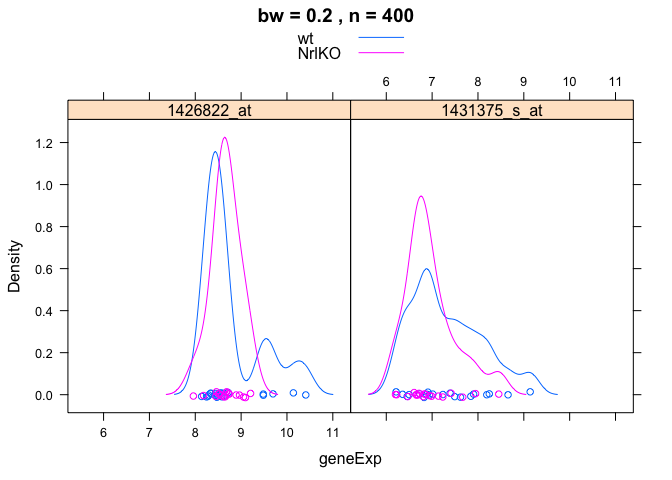 bw = 0.2 , n = 400
wt
NrlKO
6 7 8 9 10 11
1426822_at 1431375_s_at
1.2
1.0
0.8
0.6
0.4
0.2
0.0
Density
6 7 8 9 10 11
geneExp